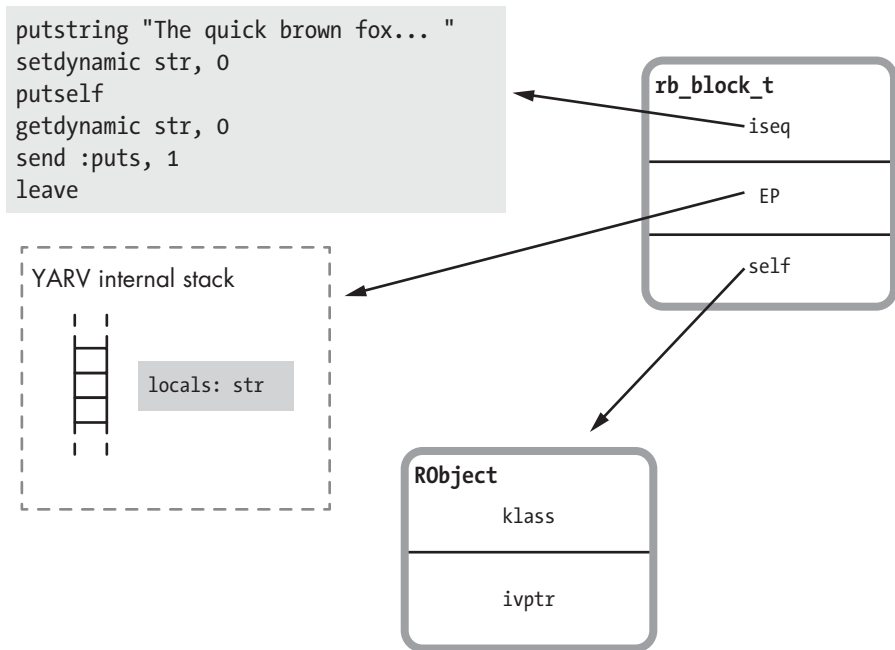 putstring "The quick brown fox... "
setdynamic str, 0
putself
getdynamic str, 0
send :puts, 1
leave
rb_block_t
iseq
EP
self
YARV internal stack
locals: str
RObject
klass
ivptr